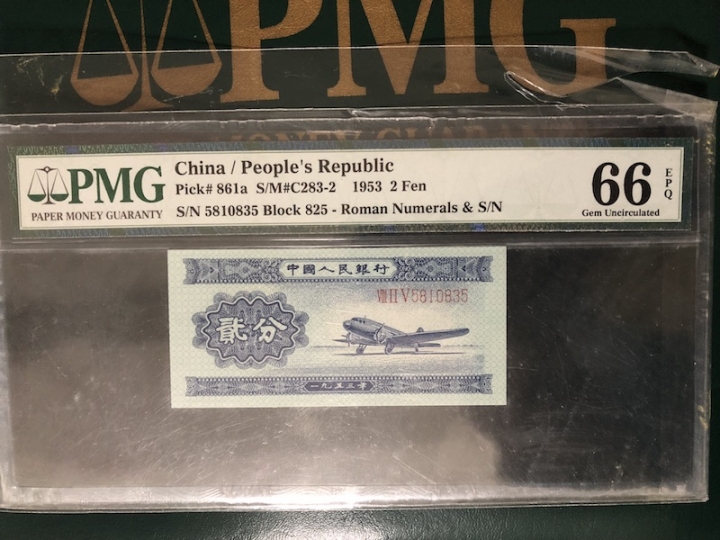 PMG
PMG
PAPER MONEY GUARANTY
China / People's Republic
Pick# 861a S/M#C283-2 1953 2 Fen
S/N 5810835 Block 825 - Roman Numerals & S/N
66
EPQ
Gem Uncirculated
中國人民銀行
VIII II V 5810835
貳分
一九五三年